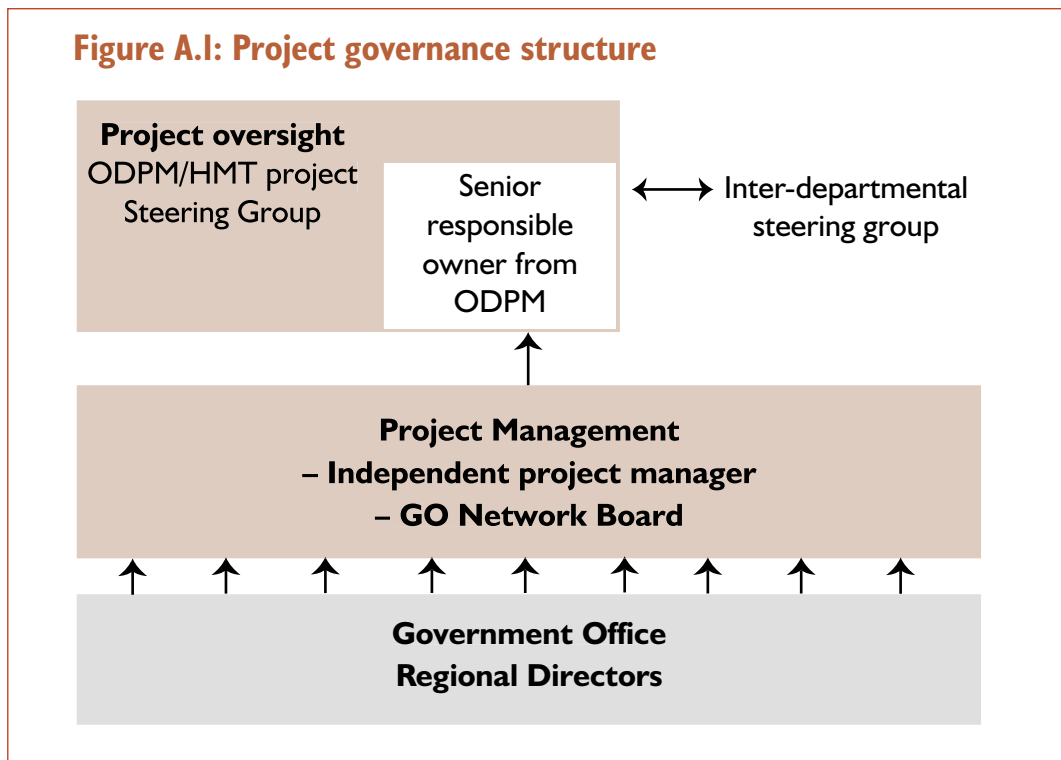 Figure A.1: Project governance structure
Project oversight
ODPM/HMT project
Steering Group
Senior
responsible
owner from
ODPM
Inter-departmental
steering group
Project Management
– Independent project manager
– GO Network Board
Government Office
Regional Directors